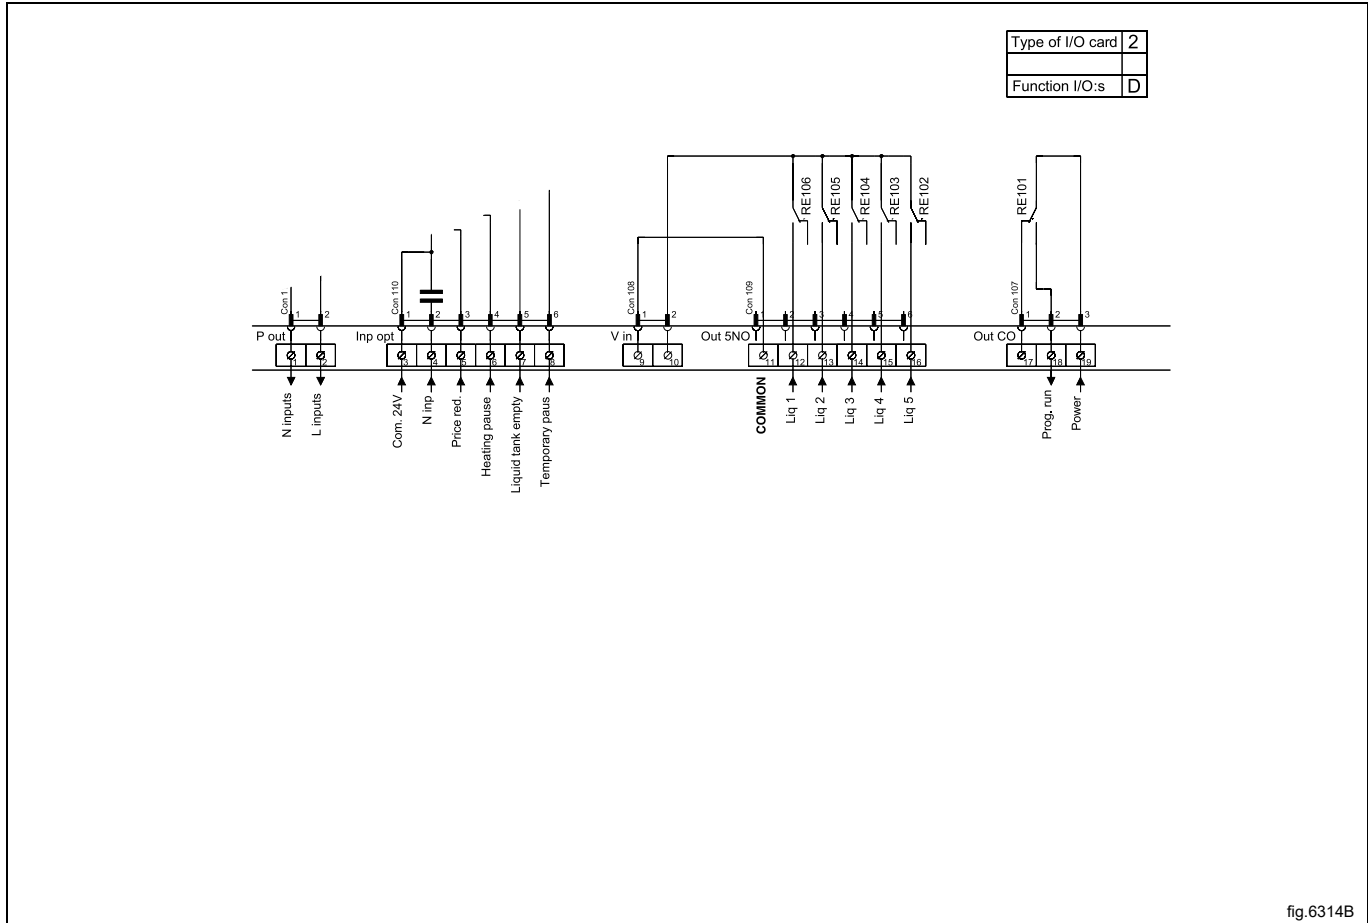 Type of I/O card 2
Function I/O:s D
RE106
RE105
RE104
RE103
RE102
RE101
Con 1
Con 110
Con 108
Con 109
Con 107
1 2
1 2 3 4 5 6
1 2
1 2 3 4 5 6
1 2 3
P out
Inp opt
V in
Out 5NO
Out CO
1 2
3 4 5 6 7 8
9 10
11 12 13 14 15 16
17 18 19
N inputs
L inputs
Com. 24V
N inp
Price red.
Heating pause
Liquid tank empty
Temporary paus
COMMON
Liq 1
Liq 2
Liq 3
Liq 4
Liq 5
Prog. run
Power
fig.6314B